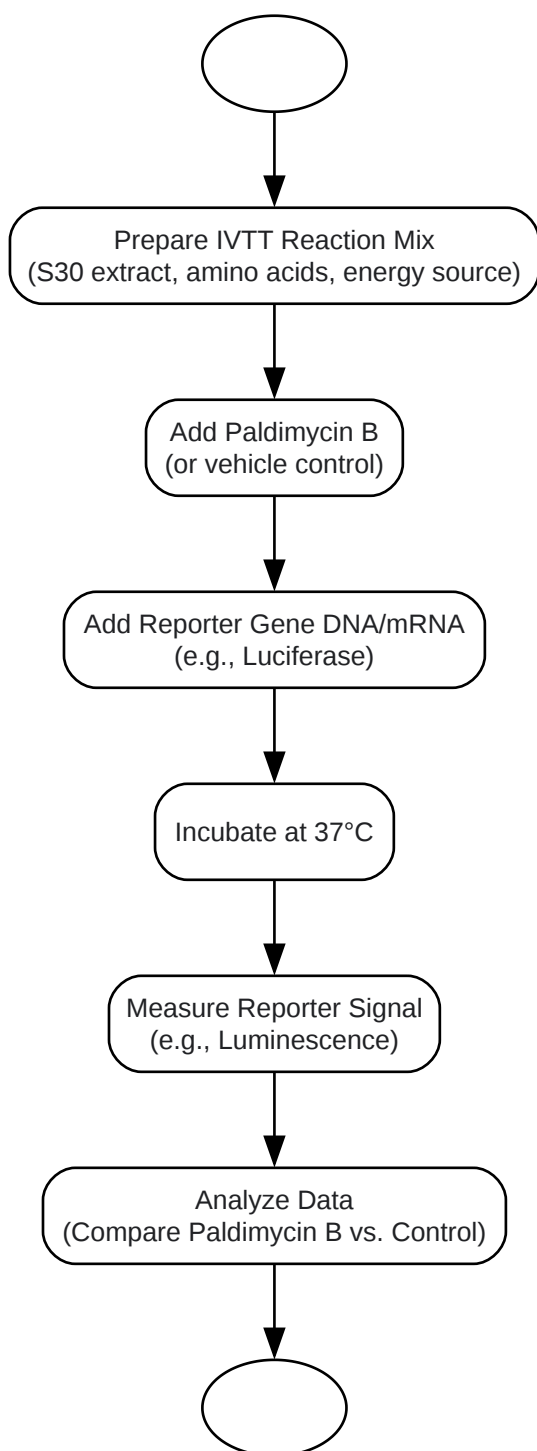 Prepare IVTT Reaction Mix
(S30 extract, amino acids, energy source)
Add Paldimycin B
(or vehicle control)
Add Reporter Gene DNA/mRNA
(e.g., Luciferase)
Incubate at 37°C
Measure Reporter Signal
(e.g., Luminescence)
Analyze Data
(Compare Paldimycin B vs. Control)